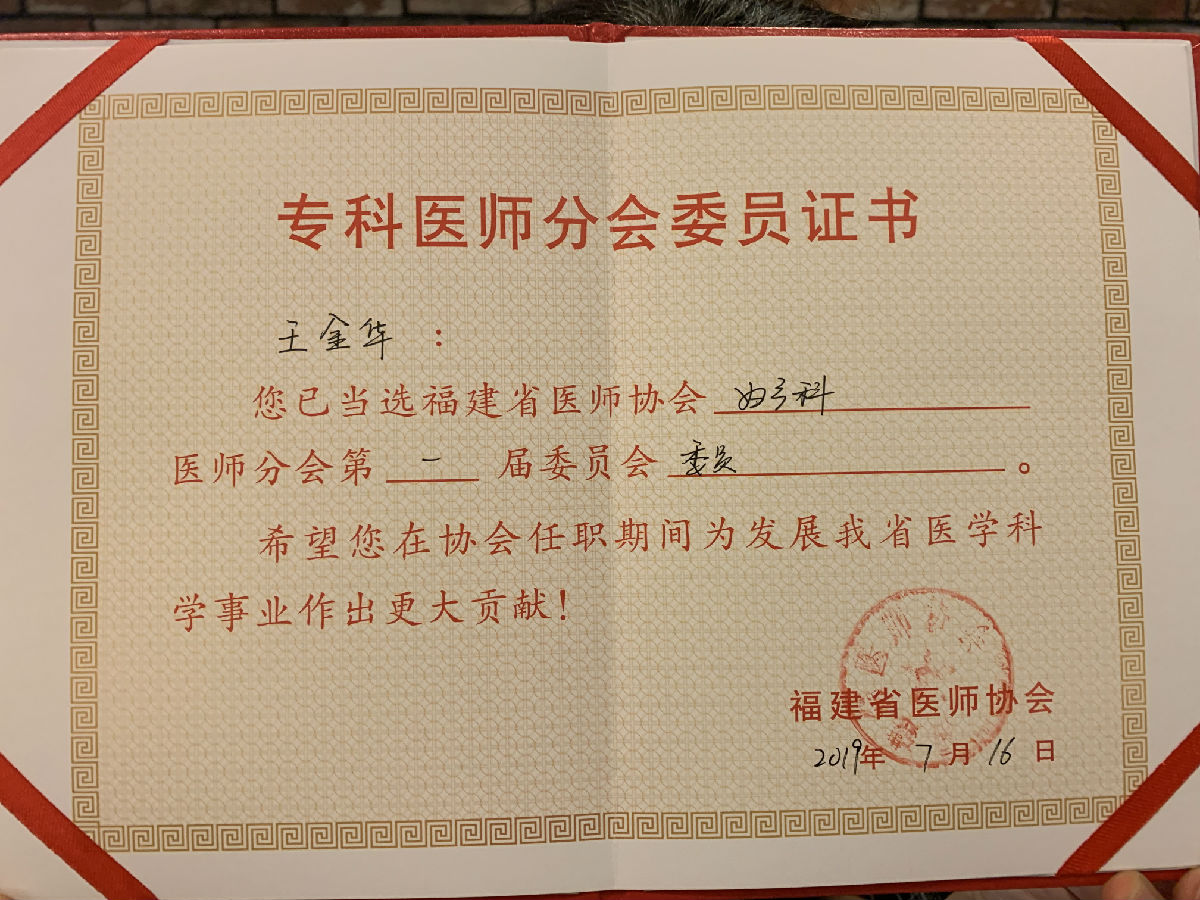 专科医师分会委员证书
王金华：
您已当选福建省医师协会 妇产科
医师分会第 一 届委员会 委员 。
希望您在协会任职期间为发展我省医学科
学事业作出更大贡献！
福建省医师协会
2019年 7 月 16 日